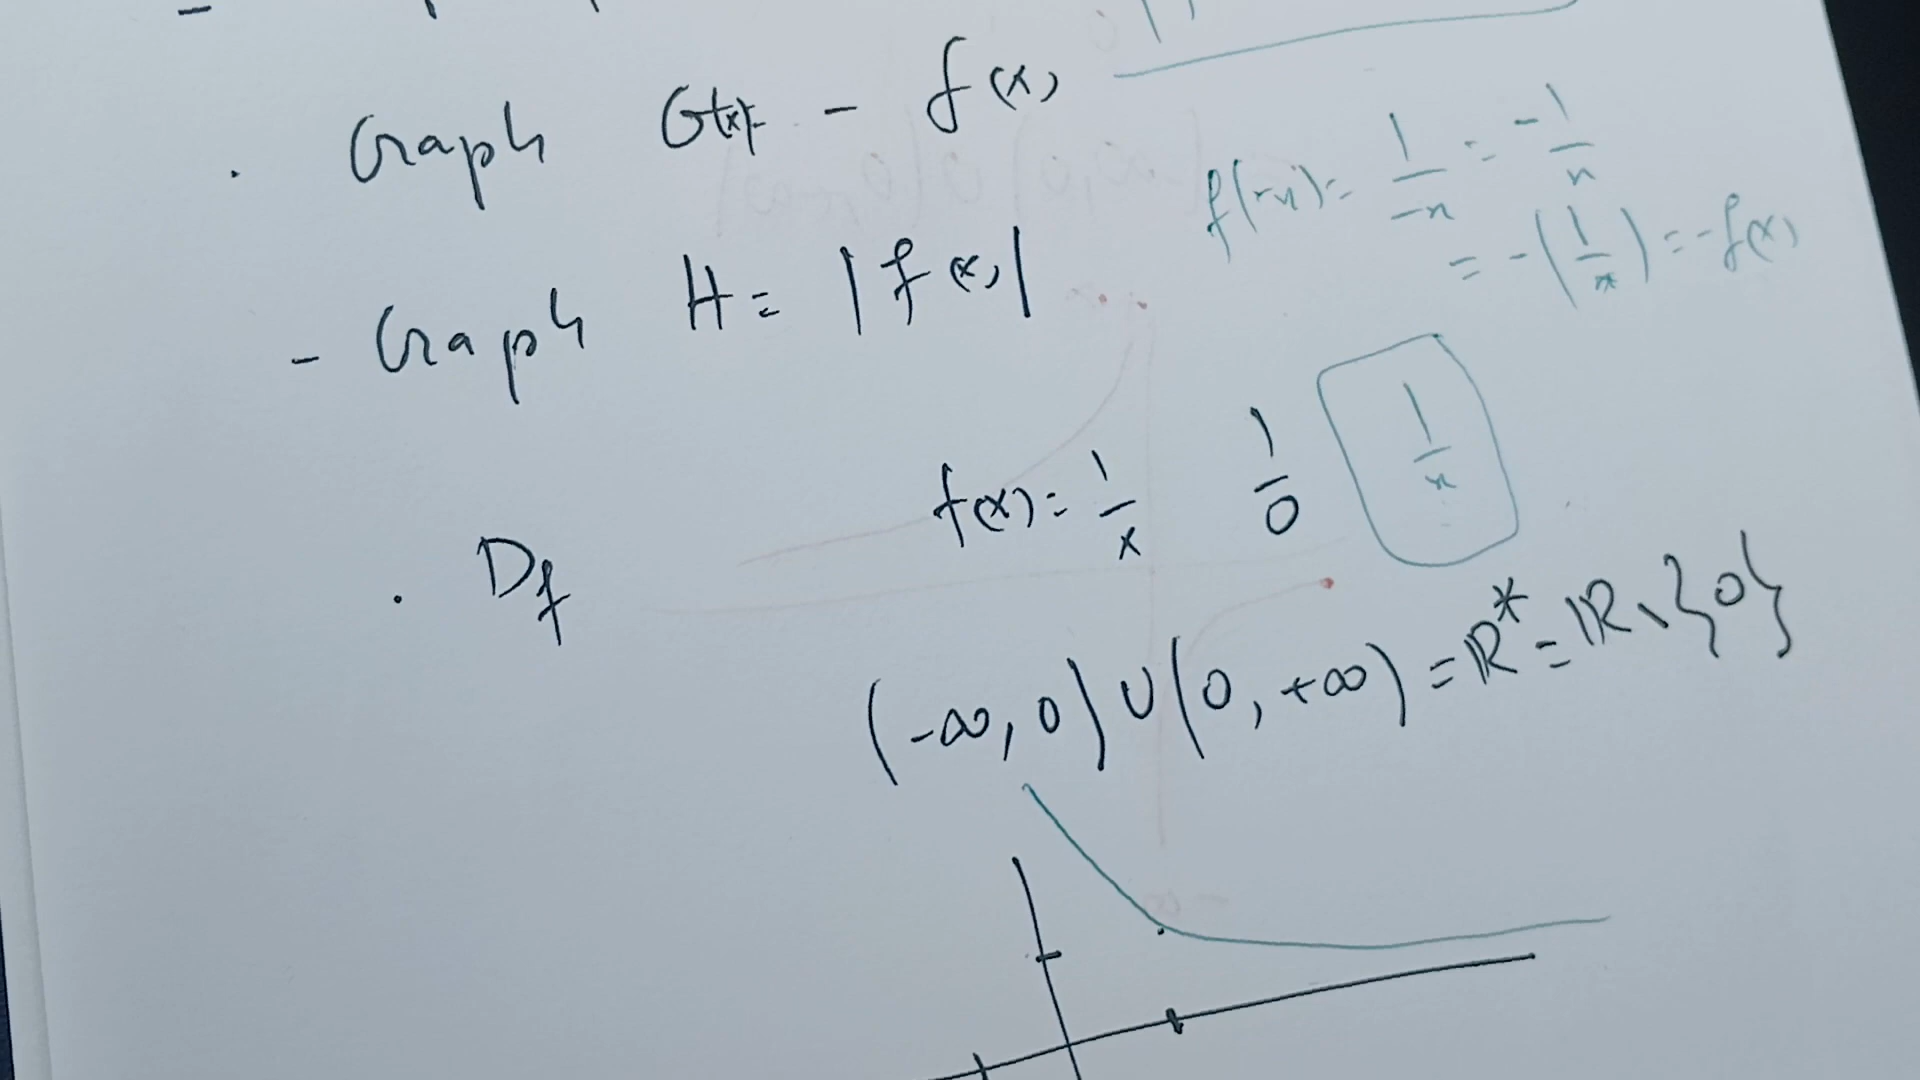 . Graph G(x) - f(x)
f(-x) = 1/-x = -1/x
= -(1/x) = -f(x)
- Graph H = |f(x)|
f(x) = 1/x 1/0 1/x
. Df
(-∞, 0) ∪ (0, +∞) = ℝ* = ℝ \ {0}